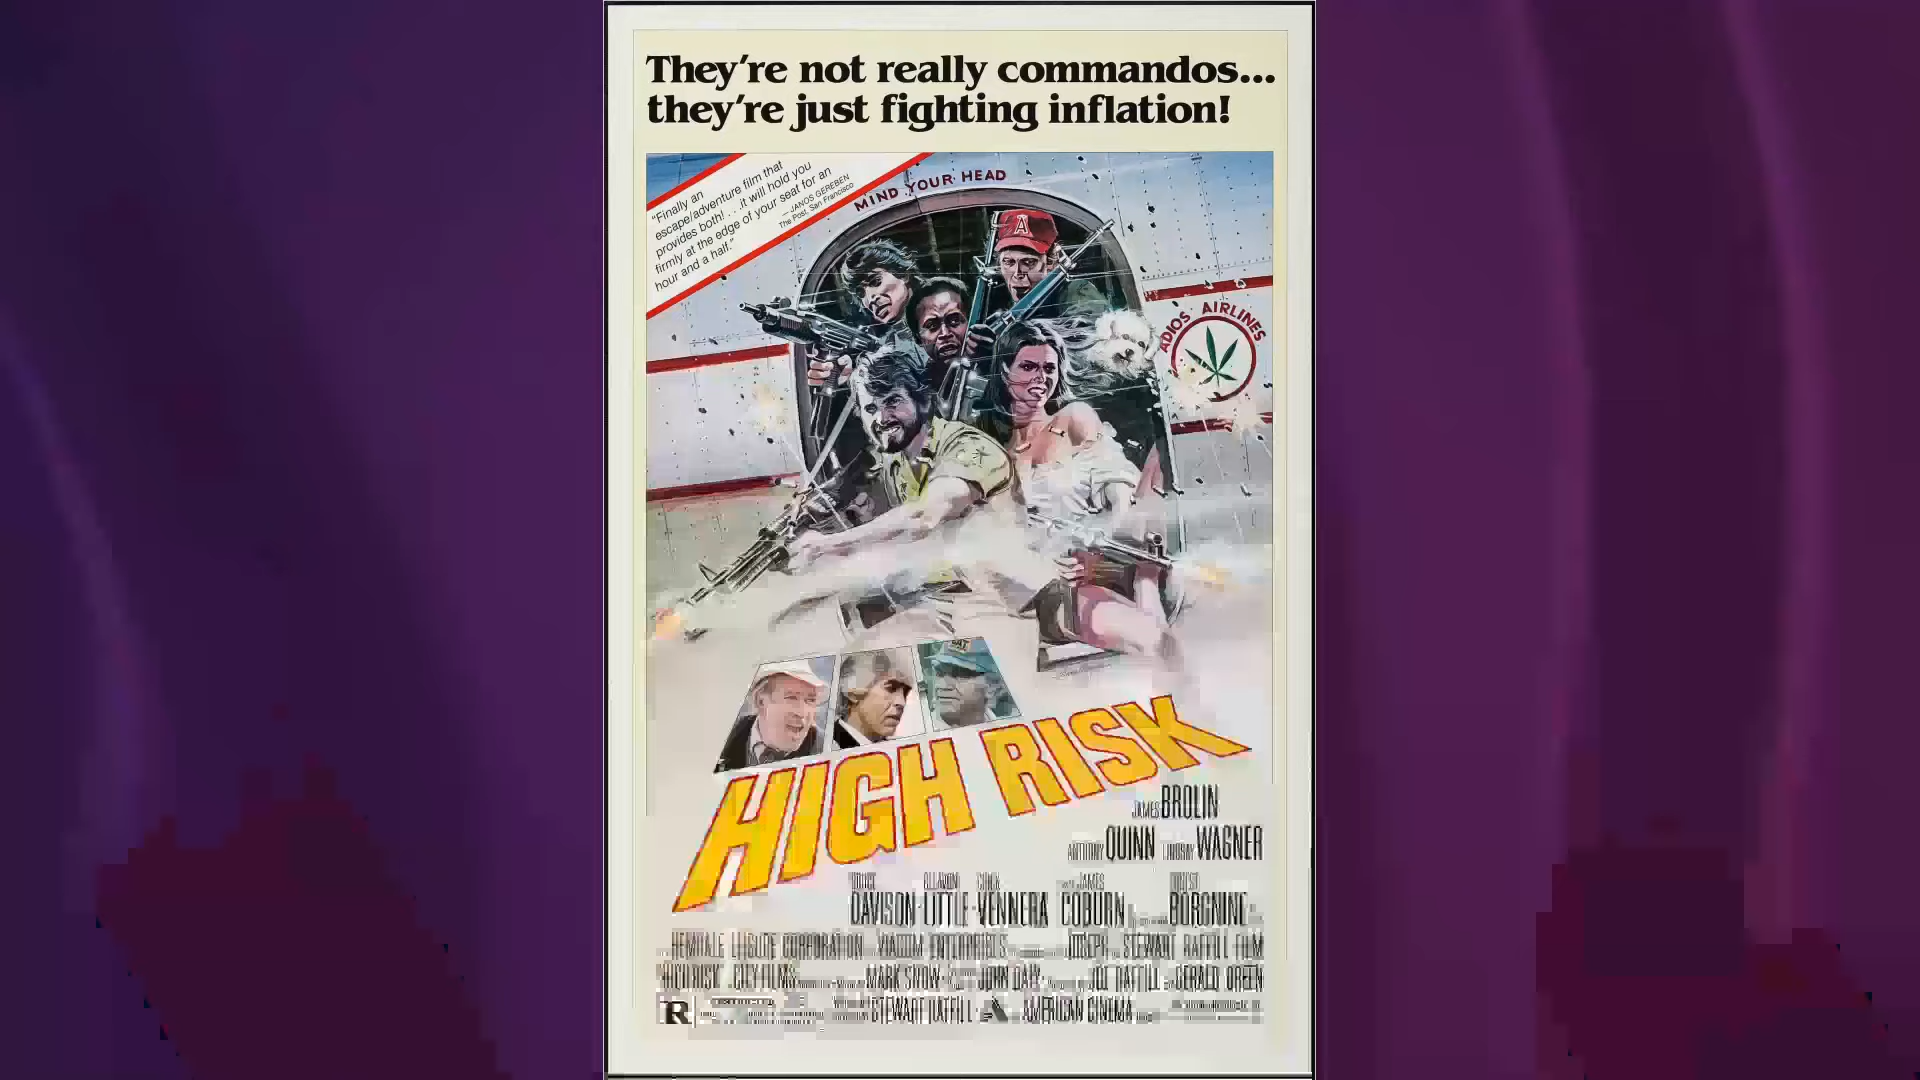 They're not really commandos...
they're just fighting inflation!
"Finally an
escape/adventure film that
provides both! . . .it will hold you
firmly at the edge of your seat for an
hour and a half."
— JANOS GEREBEN
The Post, San Francisco
MIND YOUR HEAD
A
ADIOS AIRLINES
HIGH RISK
JAMES BROLIN
ANTHONY QUINN LINDSAY WAGNER
BRUCE DAVISON · CLEAVON LITTLE · CHICK VENNERA JAMES COBURN ERNEST BORGNINE
HEMDALE LEISURE CORPORATION VIACOM ENTERPRISES JOSEPH STEWART RAFFILL FILM
HIGH RISK CITY FILMS MARK SNOW JOHN DALY JOE RAFFILL GERALD GREEN
R STEWART RAFFILL AMERICAN CINEMA